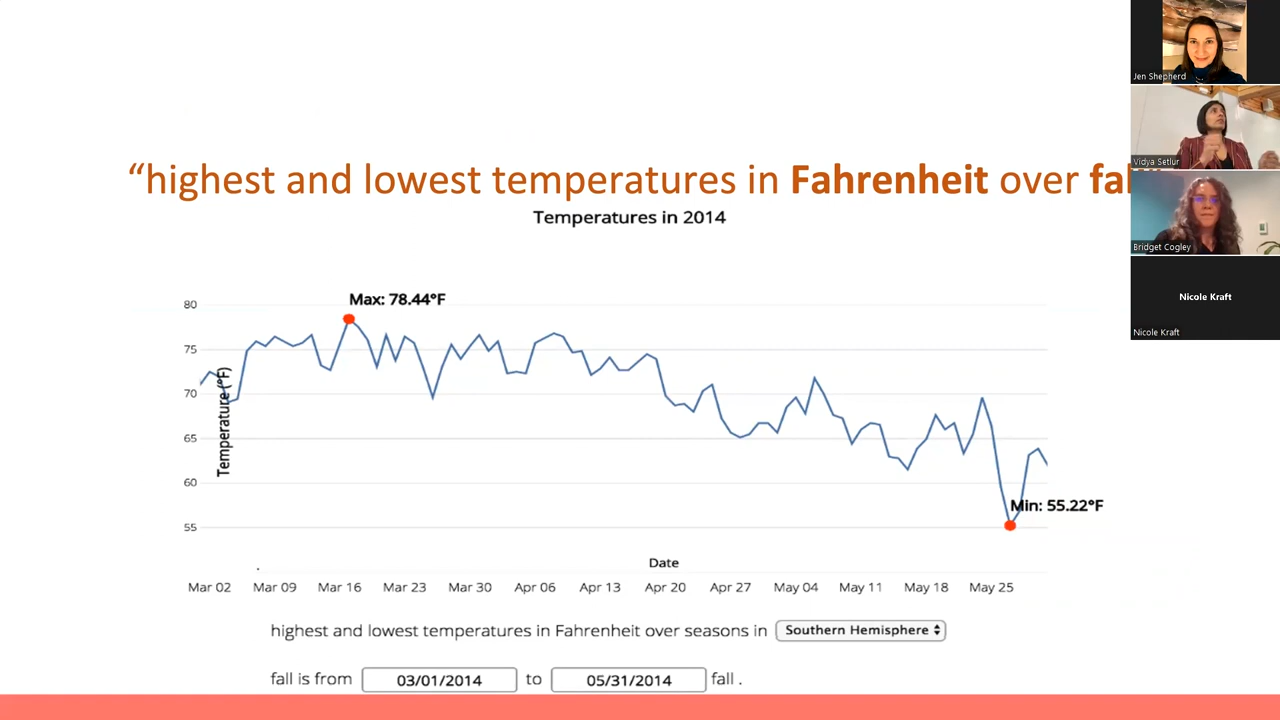 “highest and lowest temperatures in Fahrenheit over
Temperatures in 2014
Max: 78.44°F
80
75
70
65
60
55
Temperature (°F)
Min: 55.22°F
Date
Mar 02 Mar 09 Mar 16 Mar 23 Mar 30 Apr 06 Apr 13 Apr 20 Apr 27 May 04 May 11 May 18 May 25
highest and lowest temperatures in Fahrenheit over seasons in Southern Hemisphere
fall is from 03/01/2014 to 05/31/2014 fall .
Jen Shepherd
Vidya Setlur
Bridget Cogley
Nicole Kraft
Nicole Kraft